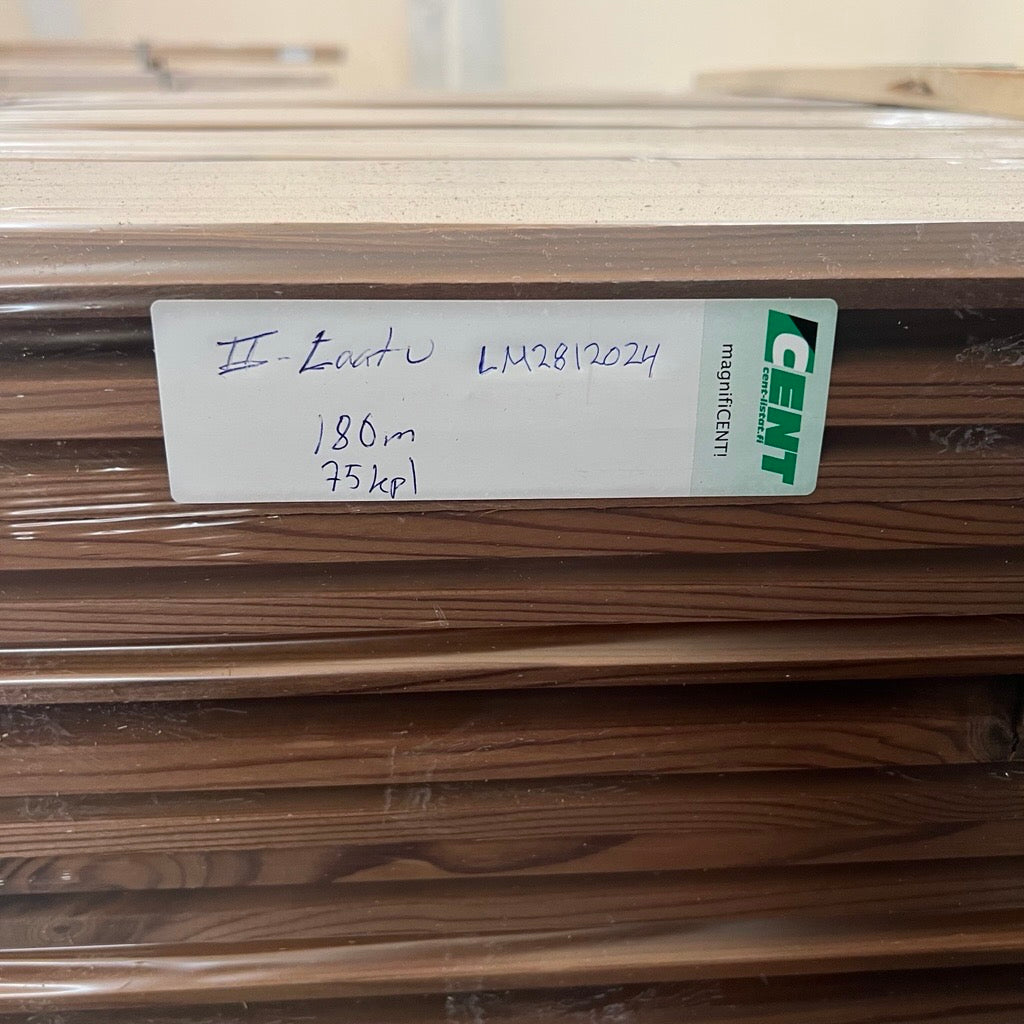 II-Laatu LM2812024
180m
75kpl
magnifiCENT!
CENT
cent-listat.fi